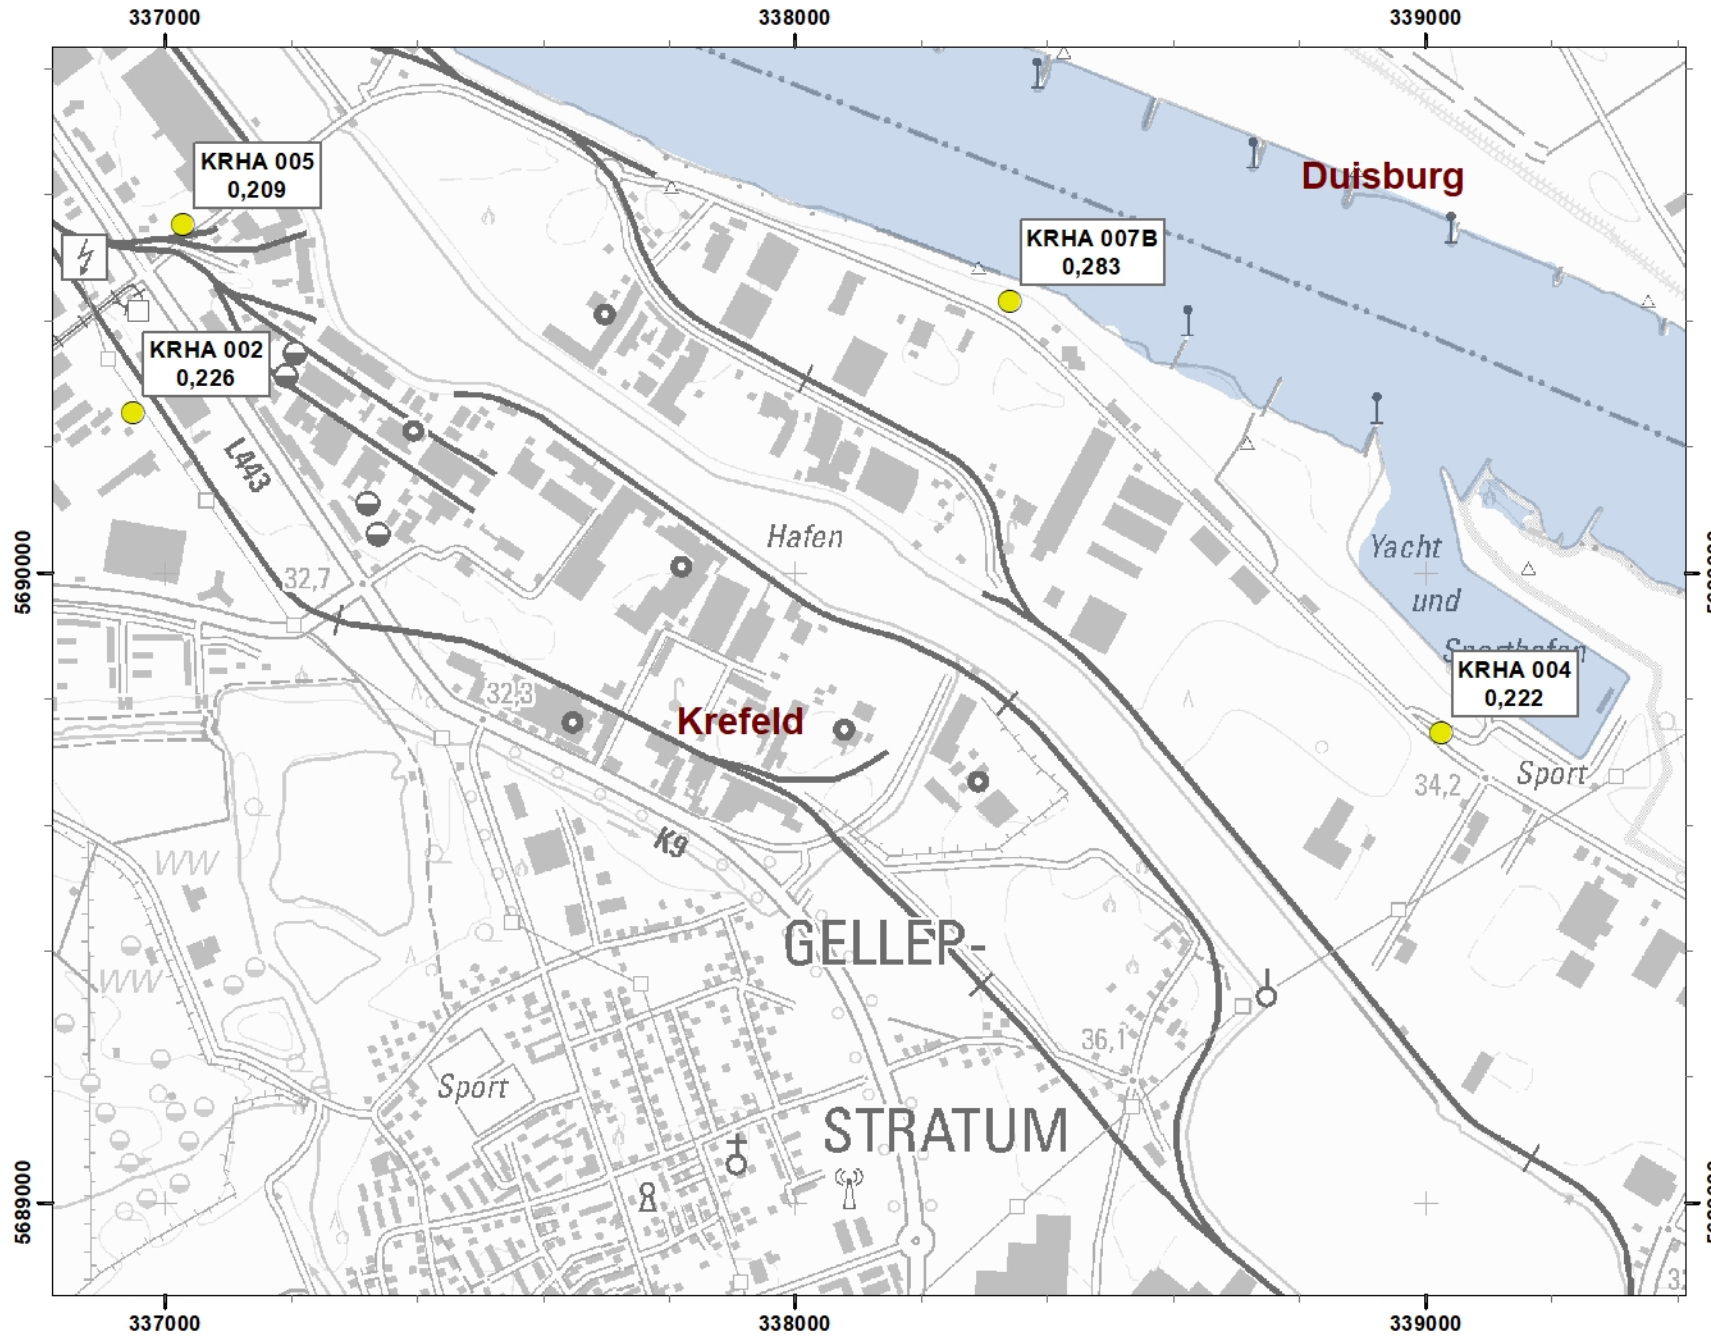 337000
338000
339000
KRHA 005
0,209
Duisburg
KRHA 007B
0,283
KRHA 002
0,226
L443
Hafen
Yacht
und
Sporthafen
5690000
32,7
KRHA 004
0,222
32,3
Krefeld
34,2
Sport
K9
WW
GELLEP-
WW
36,1
Sport
STRATUM
5689000
337000
338000
339000